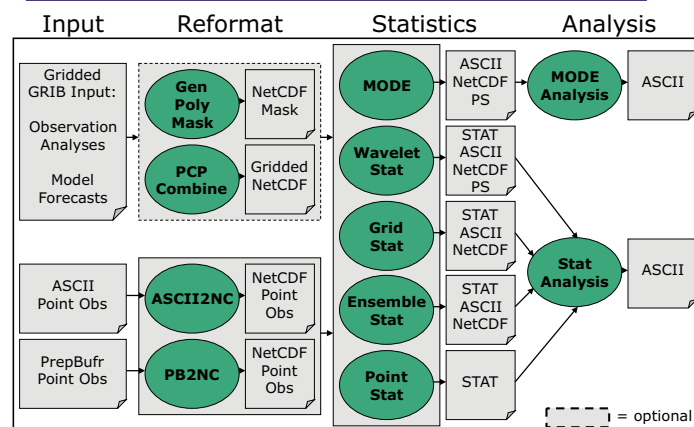 Input
Reformat
Statistics
Analysis
Gridded
GRIB Input:
Observation
Analyses
Model
Forecasts
Gen
Poly
Mask
NetCDF
Mask
PCP
Combine
Gridded
NetCDF
MODE
ASCII
NetCDF
PS
MODE
Analysis
ASCII
Wavelet
Stat
STAT
ASCII
NetCDF
PS
Grid
Stat
STAT
ASCII
NetCDF
Stat
Analysis
ASCII
ASCII
Point Obs
ASCII2NC
NetCDF
Point
Obs
Ensemble
Stat
STAT
ASCII
NetCDF
PrepBufr
Point Obs
PB2NC
NetCDF
Point
Obs
Point
Stat
STAT
= optional